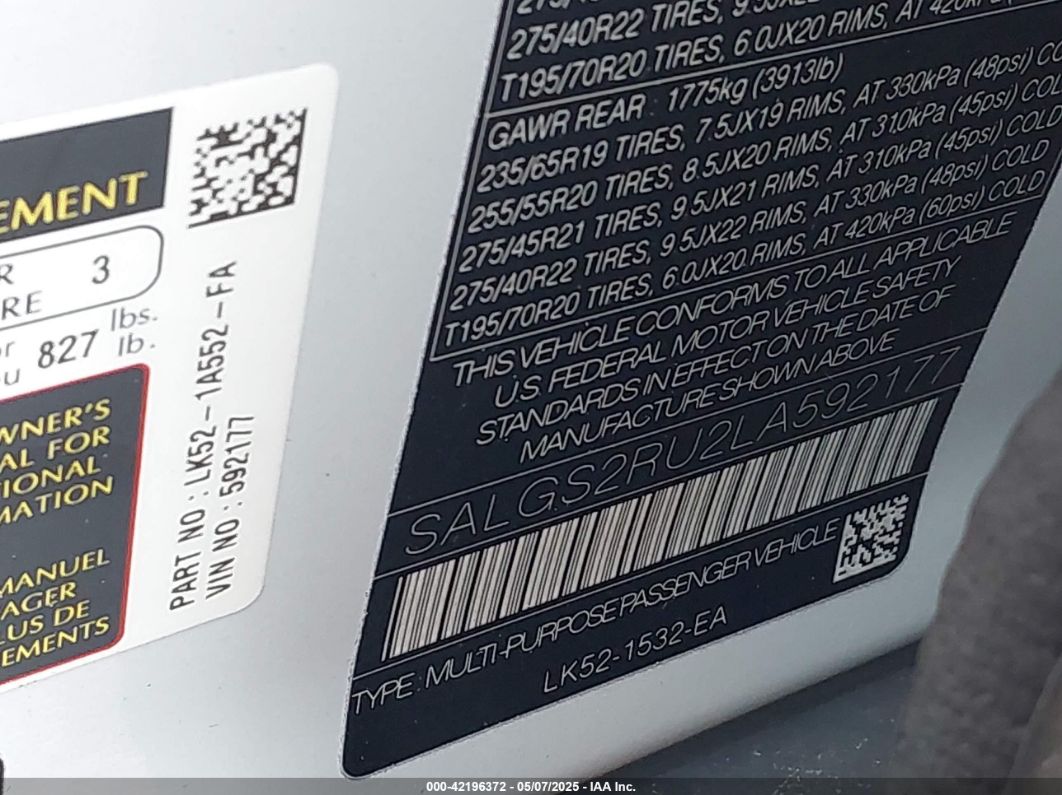 EMENT
R 3
RE
or 827 lbs.
u lb.
WNER'S
AL FOR
TIONAL
MATION
MANUEL
AGER
LUS DE
EMENTS
PART NO : LK52-1A552-FA
VIN NO : 592177
275/40R22 TIRES,
T195/70R20 TIRES, 6.0JX20 RIMS, AT 420kPa
GAWR REAR 1775kg (3913lb)
235/65R19 TIRES, 7.5JX19 RIMS, AT 330kPa (48psi) CO
255/55R20 TIRES, 8.5JX20 RIMS, AT 310kPa (45psi) COL
275/45R21 TIRES, 9.5JX21 RIMS, AT 310kPa (45psi) COLD
275/40R22 TIRES, 9.5JX22 RIMS, AT 330kPa (48psi) COLD
T195/70R20 TIRES, 6.0JX20 RIMS, AT 420kPa (60psi) COLD
THIS VEHICLE CONFORMS TO ALL APPLICABLE
U.S. FEDERAL MOTOR VEHICLE SAFETY
STANDARDS IN EFFECT ON THE DATE OF
MANUFACTURE SHOWN ABOVE
SALGS2RU2LA592177
TYPE : MULTI-PURPOSE PASSENGER VEHICLE
LK52-1532-EA
000-42196372 - 05/07/2025 - IAA Inc.